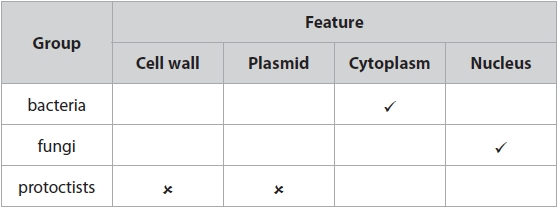 Group
Feature
Cell wall Plasmid Cytoplasm Nucleus
bacteria ✓
fungi ✓
protoctists ✗ ✗